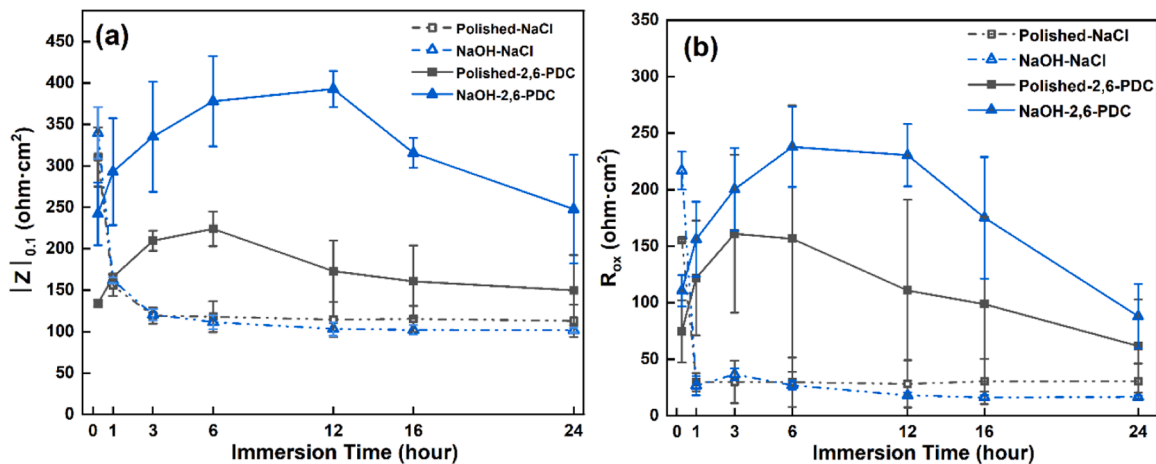 (a)
Polished-NaCl
NaOH-NaCl
Polished-2,6-PDC
NaOH-2,6-PDC
450
400
350
300
250
200
150
100
50
0
|Z|0.1 (ohm·cm²)
0 1 3 6 12 16 24
Immersion Time (hour)
(b)
Polished-NaCl
NaOH-NaCl
Polished-2,6-PDC
NaOH-2,6-PDC
350
300
250
200
150
100
50
0
Rox (ohm·cm²)
0 1 3 6 12 16 24
Immersion Time (hour)